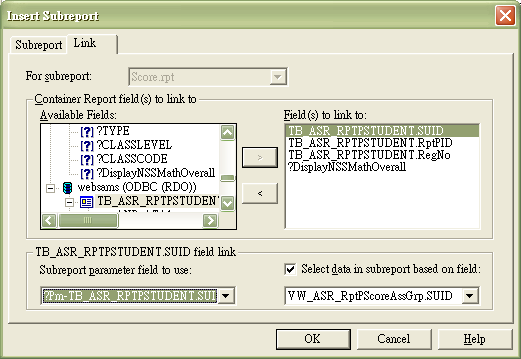 Insert Subreport
Subreport
Link
For subreport:
Score.rpt
Container Report field(s) to link to
Available Fields:
Field(s) to link to:
[?] ?TYPE
[?] ?CLASSLEVEL
[?] ?CLASSCODE
[?] ?DisplayNSSMathOverall
websams (ODBC (RDO))
TB_ASR_RPTPSTUDEN
>
<
TB_ASR_RPTPSTUDENT.SUID
TB_ASR_RPTPSTUDENT.RptPID
TB_ASR_RPTPSTUDENT.RegNo
?DisplayNSSMathOverall
TB_ASR_RPTPSTUDENT.SUID field link
Subreport parameter field to use:
Select data in subreport based on field:
?Pm-TB_ASR_RPTPSTUDENT.SUI
VW_ASR_RptPScoreAssGrp.SUID
OK
Cancel
Help